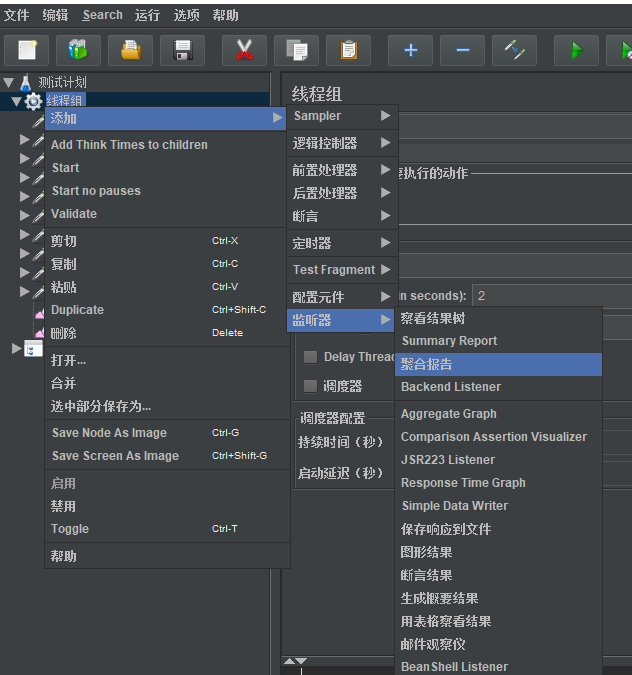 文件 编辑 Search 运行 选项 帮助
测试计划
线程组
线程组
添加
Add Think Times to children
Start
Start no pauses
Validate
剪切 Ctrl-X
复制 Ctrl-C
粘贴 Ctrl-V
Duplicate Ctrl+Shift-C
删除 Delete
打开...
合并
选中部分保存为...
Save Node As Image Ctrl-G
Save Screen As Image Ctrl+Shift-G
启用
禁用
Toggle Ctrl-T
帮助
Sampler
逻辑控制器
前置处理器
后置处理器
断言
定时器
Test Fragment
配置元件
监听器
执行的动作
in seconds): 2
Delay Threa
调度器
调度器配置
持续时间（秒）
启动延迟（秒）
察看结果树
Summary Report
聚合报告
Backend Listener
Aggregate Graph
Comparison Assertion Visualizer
JSR223 Listener
Response Time Graph
Simple Data Writer
保存响应到文件
图形结果
断言结果
生成概要结果
用表格察看结果
邮件观察仪
BeanShell Listener